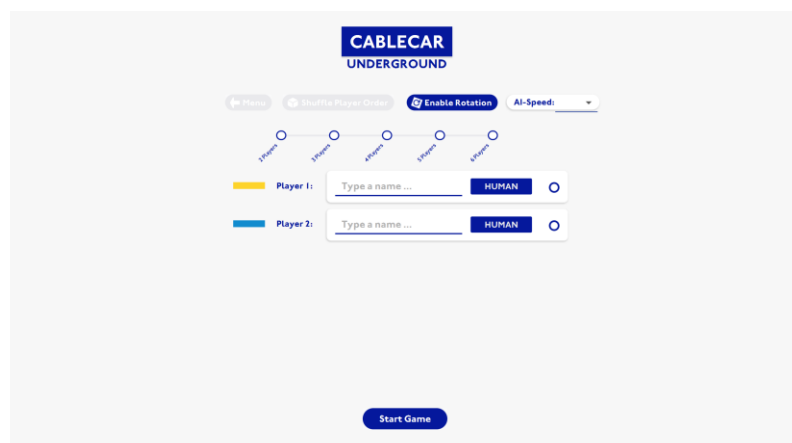 CABLECAR
UNDERGROUND
Menu Shuffle Player Order Enable Rotation AI-Speed:
2 Players 3 Players 4 Players 5 Players 6 Players
Player 1: Type a name ... HUMAN
Player 2: Type a name ... HUMAN
Start Game